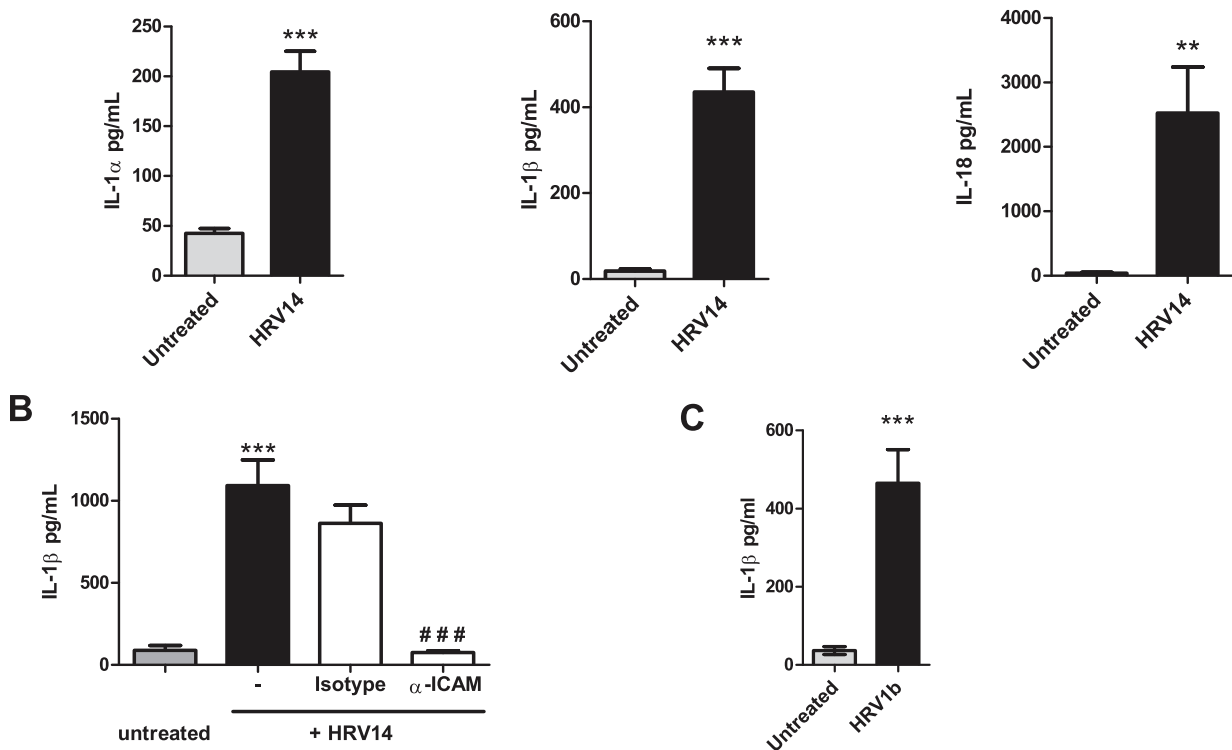 250
200
150
100
50
0
IL-1α pg/mL
***
Untreated
HRV14
600
400
200
0
IL-1β pg/mL
***
Untreated
HRV14
4000
3000
2000
1000
0
IL-18 pg/mL
**
Untreated
HRV14
B
1500
1000
500
0
IL-1β pg/mL
***
# # #
- Isotype α-ICAM
untreated + HRV14
C
600
400
200
0
IL-1β pg/ml
***
Untreated
HRV1b